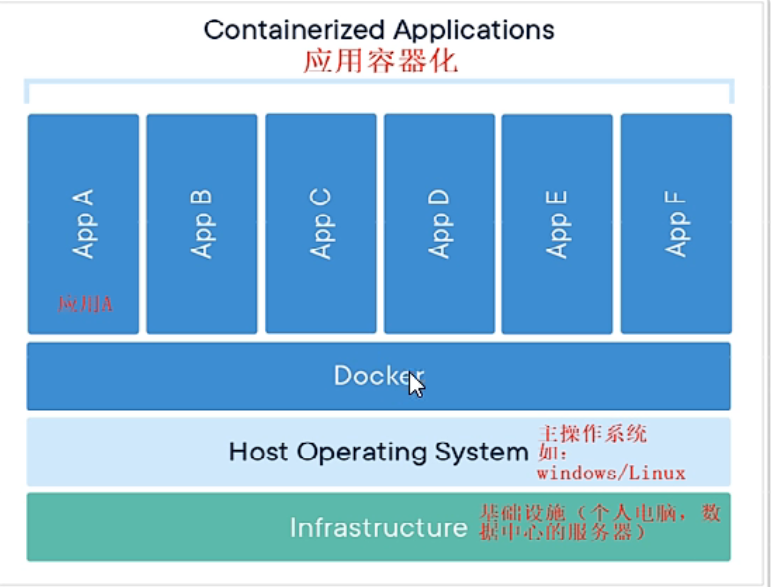 Containerized Applications
应用容器化
App A
App B
App C
App D
App E
App F
应用A
Docker
Host Operating System
主操作系统
如：
windows/Linux
Infrastructure
基础设施（个人电脑，数
据中心的服务器）